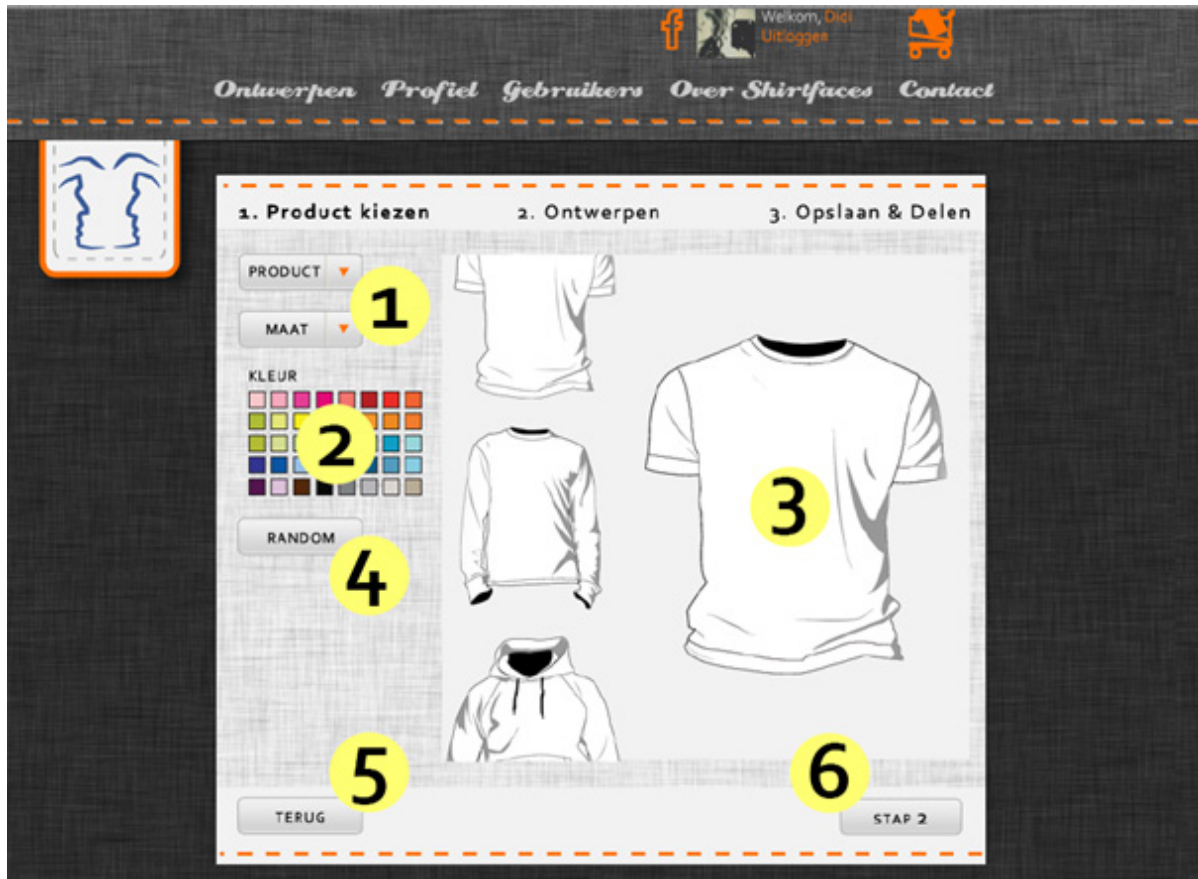 Welkom, Didi
Uitloggen
Ontwerpen Profiel Gebruikers Over Shirtfaces Contact
1. Product kiezen 2. Ontwerpen 3. Opslaan & Delen
PRODUCT
1
MAAT
KLEUR
2
3
RANDOM
4
5
6
TERUG
STAP 2